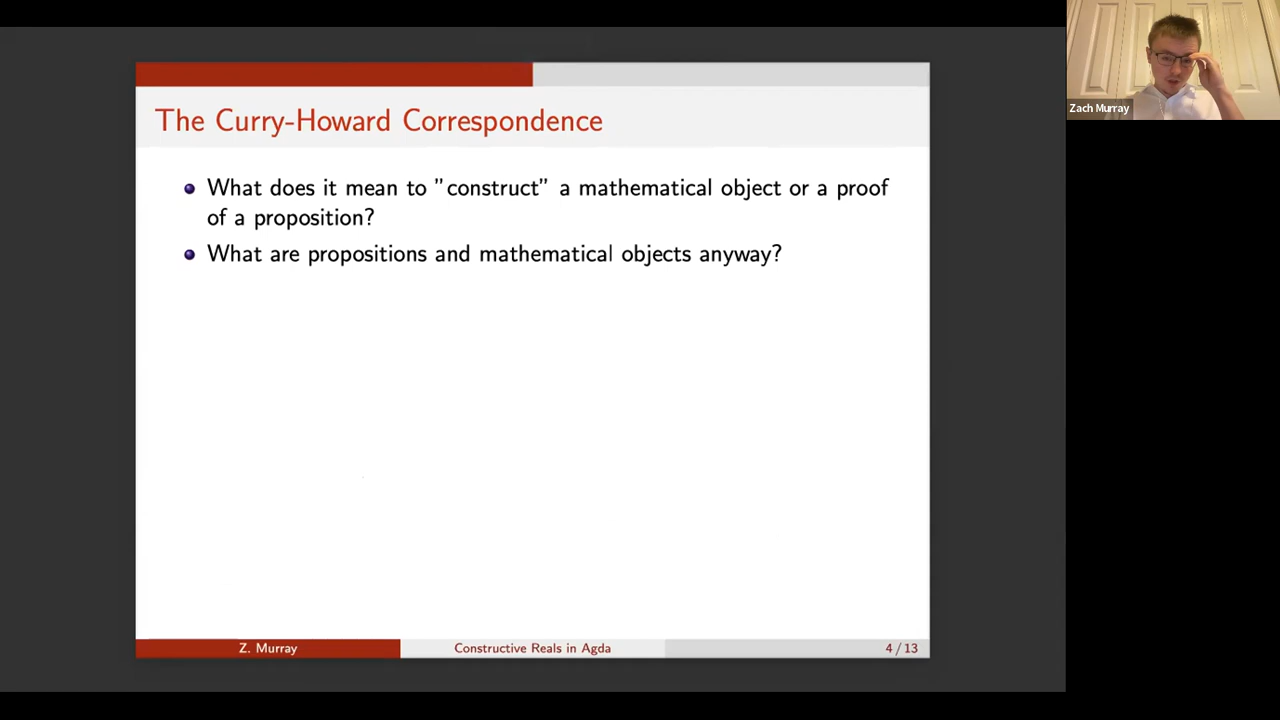 The Curry-Howard Correspondence
What does it mean to ”construct” a mathematical object or a proof
of a proposition?
What are propositions and mathematical objects anyway?
Z. Murray
Constructive Reals in Agda
4 / 13
Zach Murray